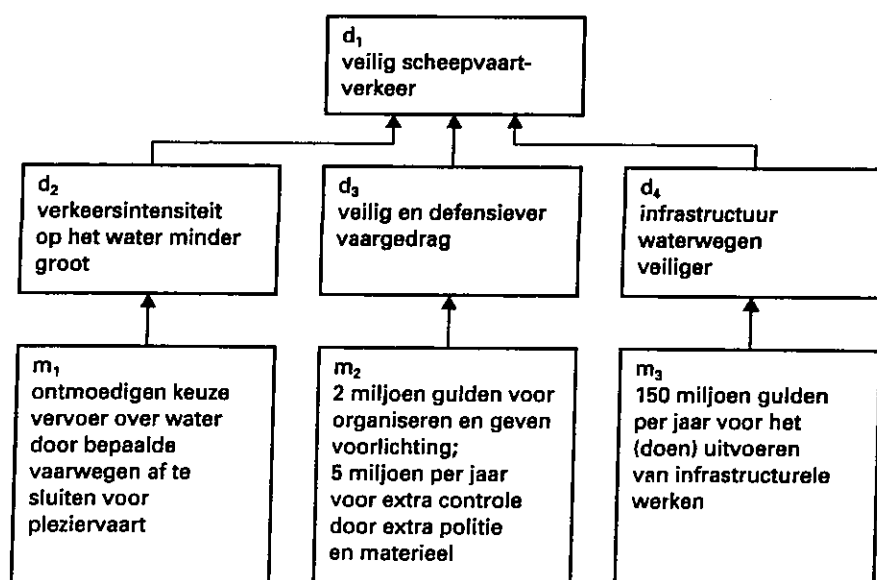 d₁
veilig scheepvaart-
verkeer
d₂
verkeersintensiteit
op het water minder
groot
d₃
veilig en defensiever
vaargedrag
d₄
infrastructuur
waterwegen
veiliger
m₁
ontmoedigen keuze
vervoer over water
door bepaalde
vaarwegen af te
sluiten voor
pleziervaart
m₂
2 miljoen gulden voor
organiseren en geven
voorlichting;
5 miljoen per jaar
voor extra controle
door extra politie
en materieel
m₃
150 miljoen gulden
per jaar voor het
(doen) uitvoeren
van infrastructurele
werken